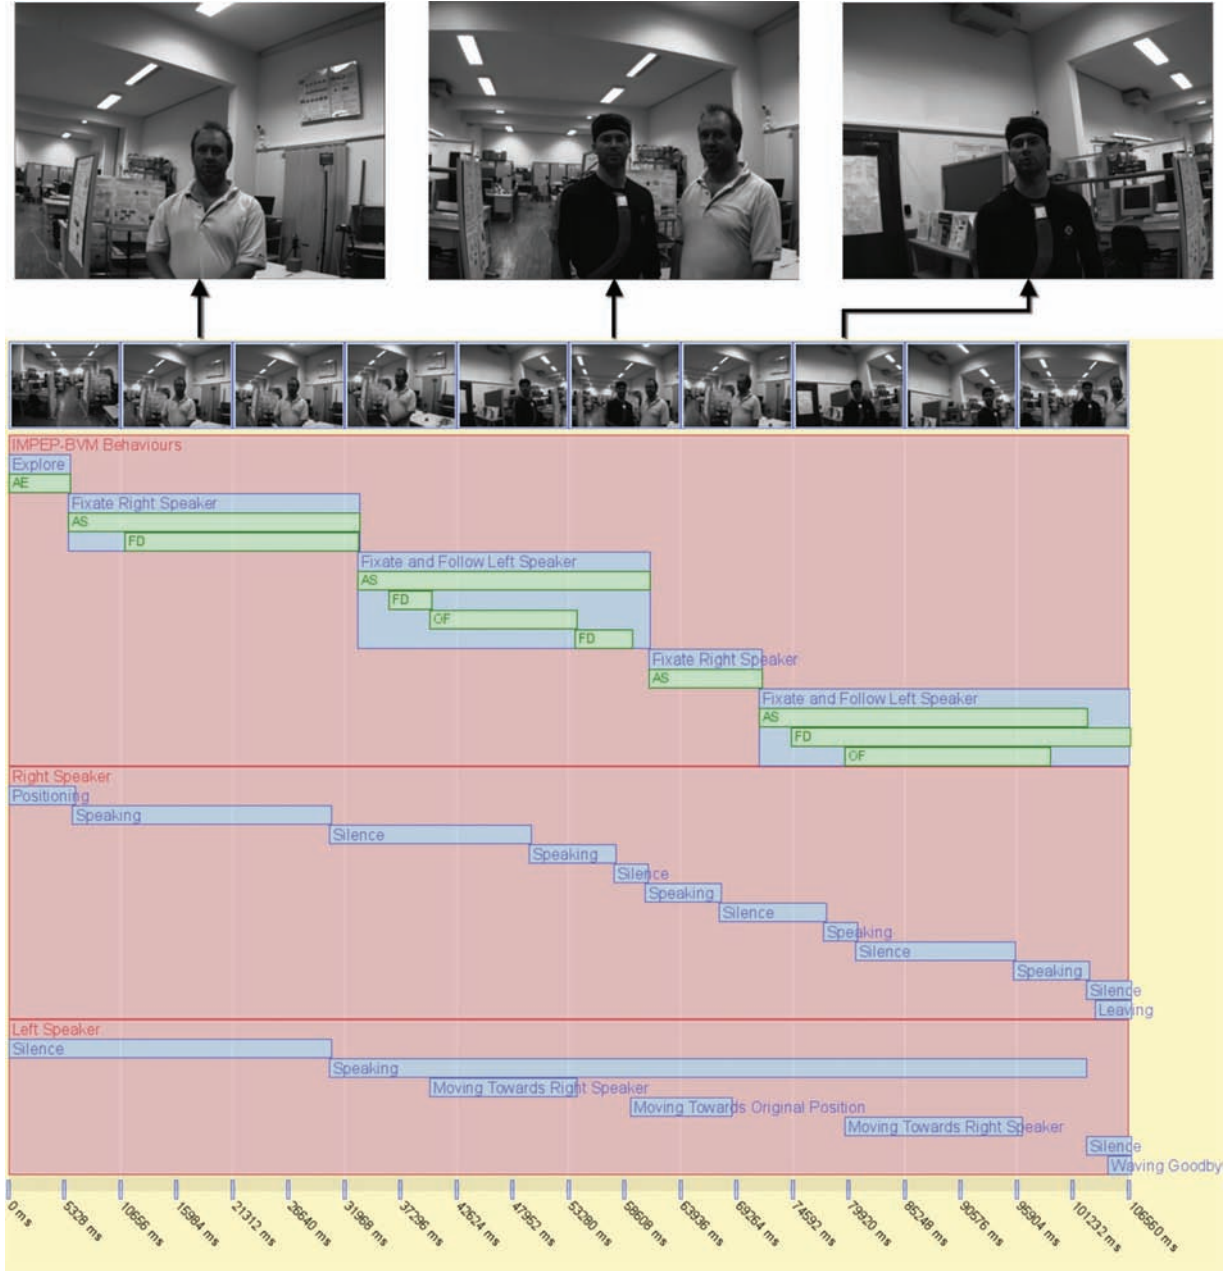 IMPEP-BVM Behaviours
Explore
AE
Fixate Right Speaker
AS
FD
Fixate and Follow Left Speaker
AS
FD
OF
FD
Fixate Right Speaker
AS
Fixate and Follow Left Speaker
AS
FD
OF
Right Speaker
Positioning
Speaking
Silence
Speaking
Silence
Speaking
Silence
Speaking
Silence
Speaking
Silence
Leaving
Left Speaker
Silence
Speaking
Moving Towards Right Speaker
Moving Towards Original Position
Moving Towards Right Speaker
Silence
Waving Goodby
0 ms
5328 ms
10656 ms
15984 ms
21312 ms
26640 ms
31968 ms
37296 ms
42624 ms
47952 ms
53280 ms
58608 ms
63936 ms
69264 ms
74592 ms
79920 ms
85248 ms
90576 ms
95904 ms
101232 ms
106560 ms